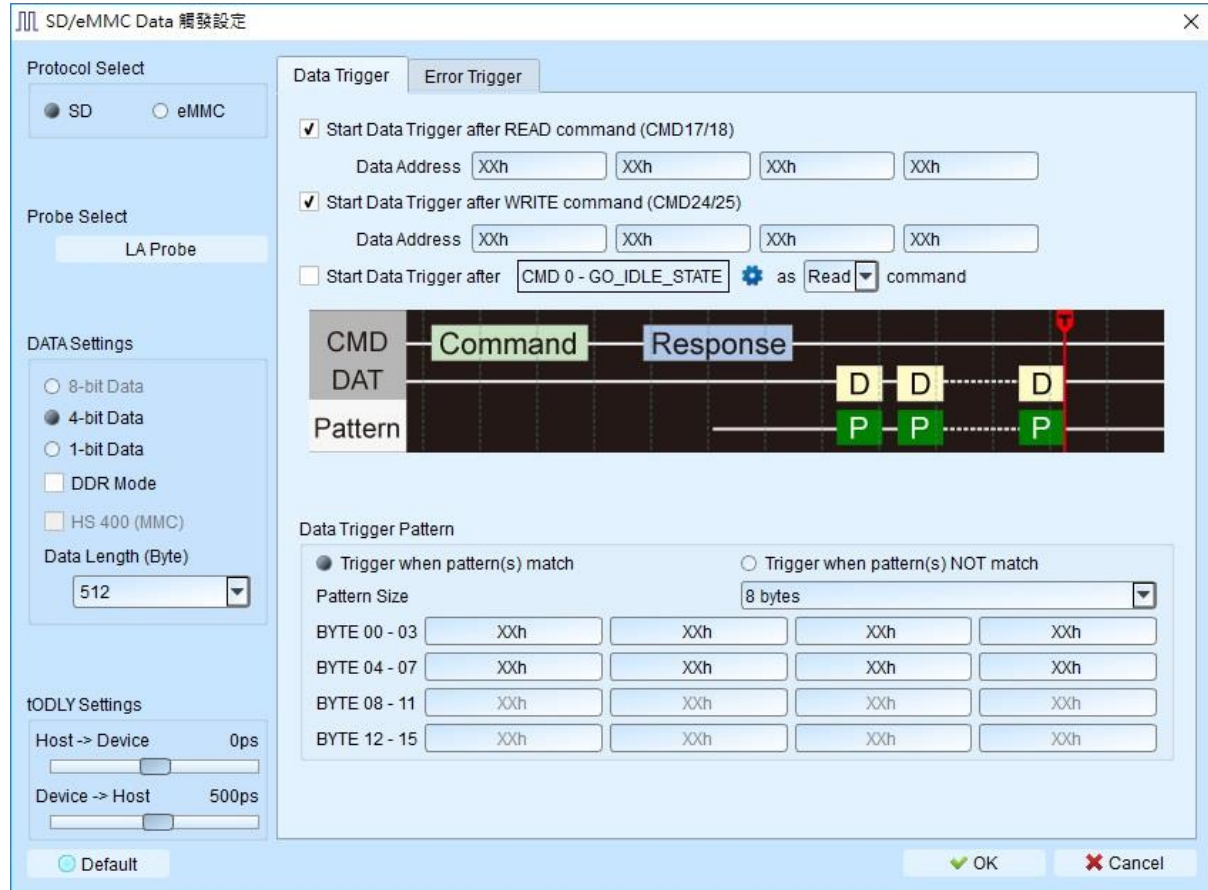 SD/eMMC Data 觸發設定
Protocol Select
SD
eMMC
Probe Select
LA Probe
DATA Settings
8-bit Data
4-bit Data
1-bit Data
DDR Mode
HS 400 (MMC)
Data Length (Byte)
512
tODLY Settings
Host -> Device 0ps
Device -> Host 500ps
Default
Data Trigger
Error Trigger
Start Data Trigger after READ command (CMD17/18)
Data Address XXh XXh XXh XXh
Start Data Trigger after WRITE command (CMD24/25)
Data Address XXh XXh XXh XXh
Start Data Trigger after CMD 0 - GO_IDLE_STATE as Read command
T
CMD Command Response
DAT D D D
Pattern P P P
Data Trigger Pattern
Trigger when pattern(s) match
Trigger when pattern(s) NOT match
Pattern Size 8 bytes
BYTE 00 - 03 XXh XXh XXh XXh
BYTE 04 - 07 XXh XXh XXh XXh
BYTE 08 - 11 XXh XXh XXh XXh
BYTE 12 - 15 XXh XXh XXh XXh
OK
Cancel